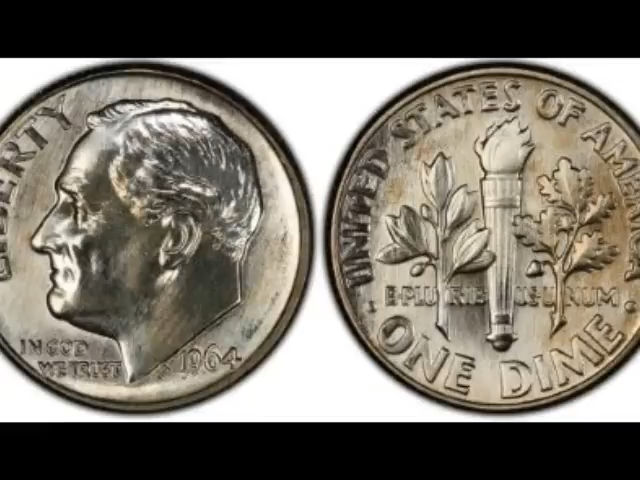 LIBERTY
IN GOD
WE TRUST
1964
UNITED STATES OF AMERICA
E·PLURIBUS·UNUM
ONE DIME